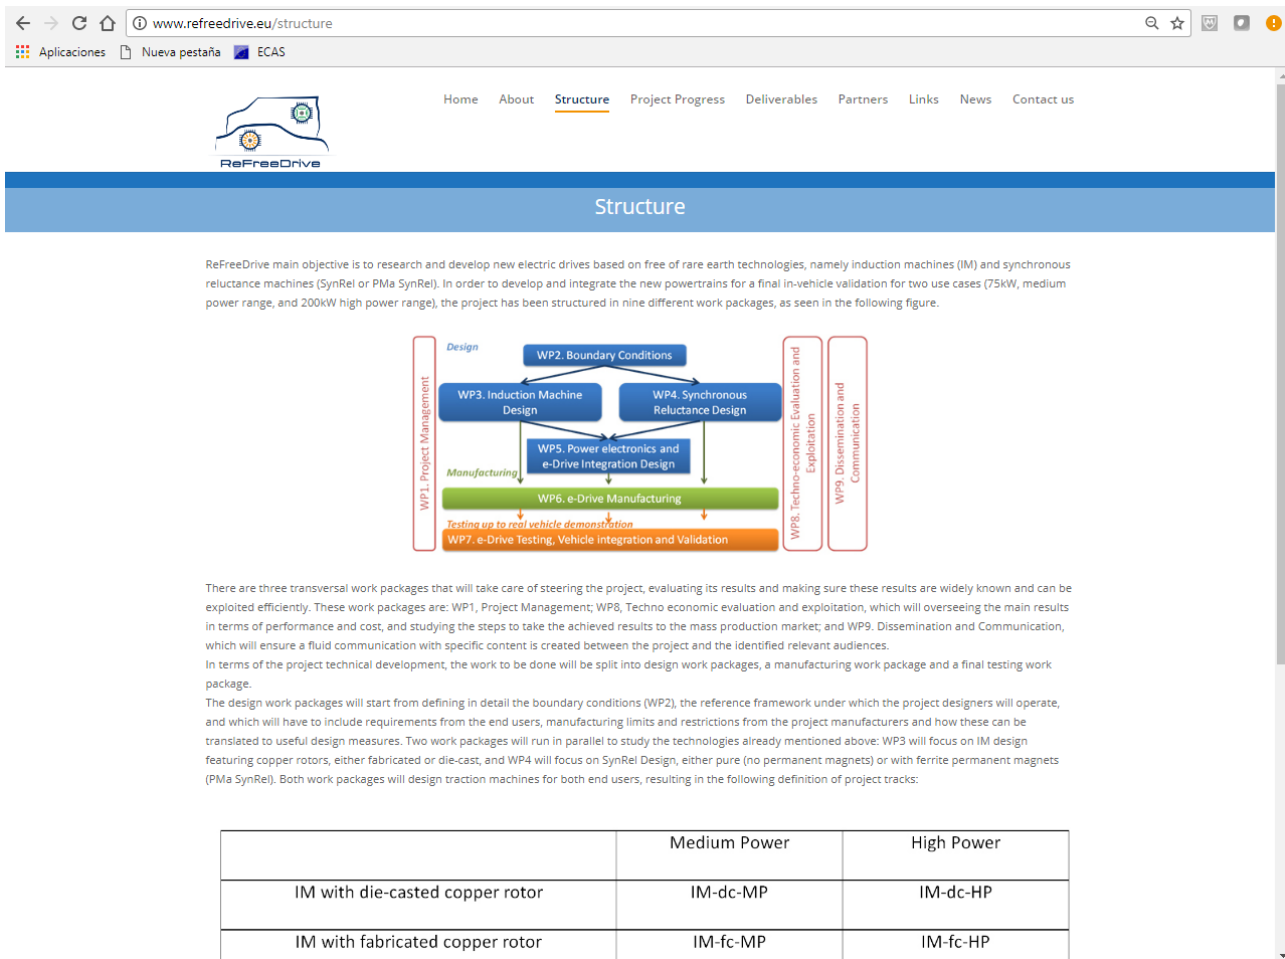 www.refreedrive.eu/structure
Aplicaciones Nueva pestaña ECAS
Home About Structure Project Progress Deliverables Partners Links News Contact us
ReFreeDrive
Structure
ReFreeDrive main objective is to research and develop new electric drives based on free of rare earth technologies, namely induction machines (IM) and synchronous
reluctance machines (SynRel or PMa SynRel). In order to develop and integrate the new powertrains for a final in-vehicle validation for two use cases (75kW, medium
power range, and 200kW high power range), the project has been structured in nine different work packages, as seen in the following figure.
WP1. Project Management
Design
WP2. Boundary Conditions
WP3. Induction Machine
Design
WP4. Synchronous
Reluctance Design
WP5. Power electronics and
e-Drive Integration Design
Manufacturing
WP6. e-Drive Manufacturing
Testing up to real vehicle demonstration
WP7. e-Drive Testing, Vehicle integration and Validation
WP8. Techno-economic Evaluation and
Exploitation
WP9. Dissemination and
Communication
There are three transversal work packages that will take care of steering the project, evaluating its results and making sure these results are widely known and can be
exploited efficiently. These work packages are: WP1, Project Management; WP8, Techno economic evaluation and exploitation, which will overseeing the main results
in terms of performance and cost, and studying the steps to take the achieved results to the mass production market; and WP9. Dissemination and Communication,
which will ensure a fluid communication with specific content is created between the project and the identified relevant audiences.
In terms of the project technical development, the work to be done will be split into design work packages, a manufacturing work package and a final testing work
package.
The design work packages will start from defining in detail the boundary conditions (WP2), the reference framework under which the project designers will operate,
and which will have to include requirements from the end users, manufacturing limits and restrictions from the project manufacturers and how these can be
translated to useful design measures. Two work packages will run in parallel to study the technologies already mentioned above: WP3 will focus on IM design
featuring copper rotors, either fabricated or die-cast, and WP4 will focus on SynRel Design, either pure (no permanent magnets) or with ferrite permanent magnets
(PMa SynRel). Both work packages will design traction machines for both end users, resulting in the following definition of project tracks:
Medium Power High Power
IM with die-casted copper rotor IM-dc-MP IM-dc-HP
IM with fabricated copper rotor IM-fc-MP IM-fc-HP